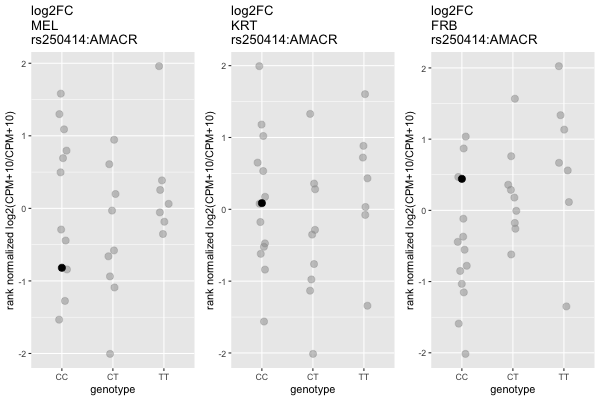 log2FC
MEL
rs250414:AMACR
rank normalized log2(CPM+10/CPM+10)
2
1
0
-1
-2
CC CT TT
genotype
log2FC
KRT
rs250414:AMACR
rank normalized log2(CPM+10/CPM+10)
2
1
0
-1
-2
CC CT TT
genotype
log2FC
FRB
rs250414:AMACR
rank normalized log2(CPM+10/CPM+10)
2
1
0
-1
-2
CC CT TT
genotype